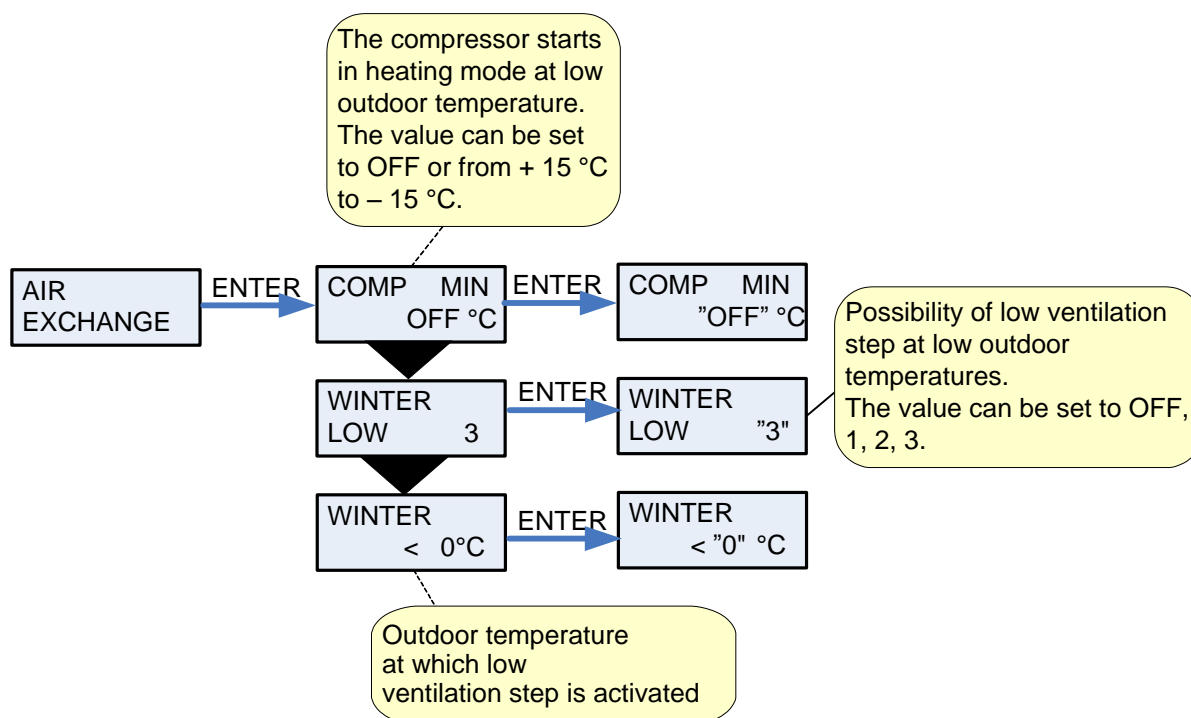 The compressor starts
in heating mode at low
outdoor temperature.
The value can be set
to OFF or from + 15 °C
to – 15 °C.
AIR
EXCHANGE
ENTER
COMP MIN
OFF °C
ENTER
COMP MIN
”OFF” °C
Possibility of low ventilation
step at low outdoor
temperatures.
The value can be set to OFF,
1, 2, 3.
WINTER
LOW 3
ENTER
WINTER
LOW ”3"
WINTER
< 0°C
ENTER
WINTER
< ”0" °C
Outdoor temperature
at which low
ventilation step is activated